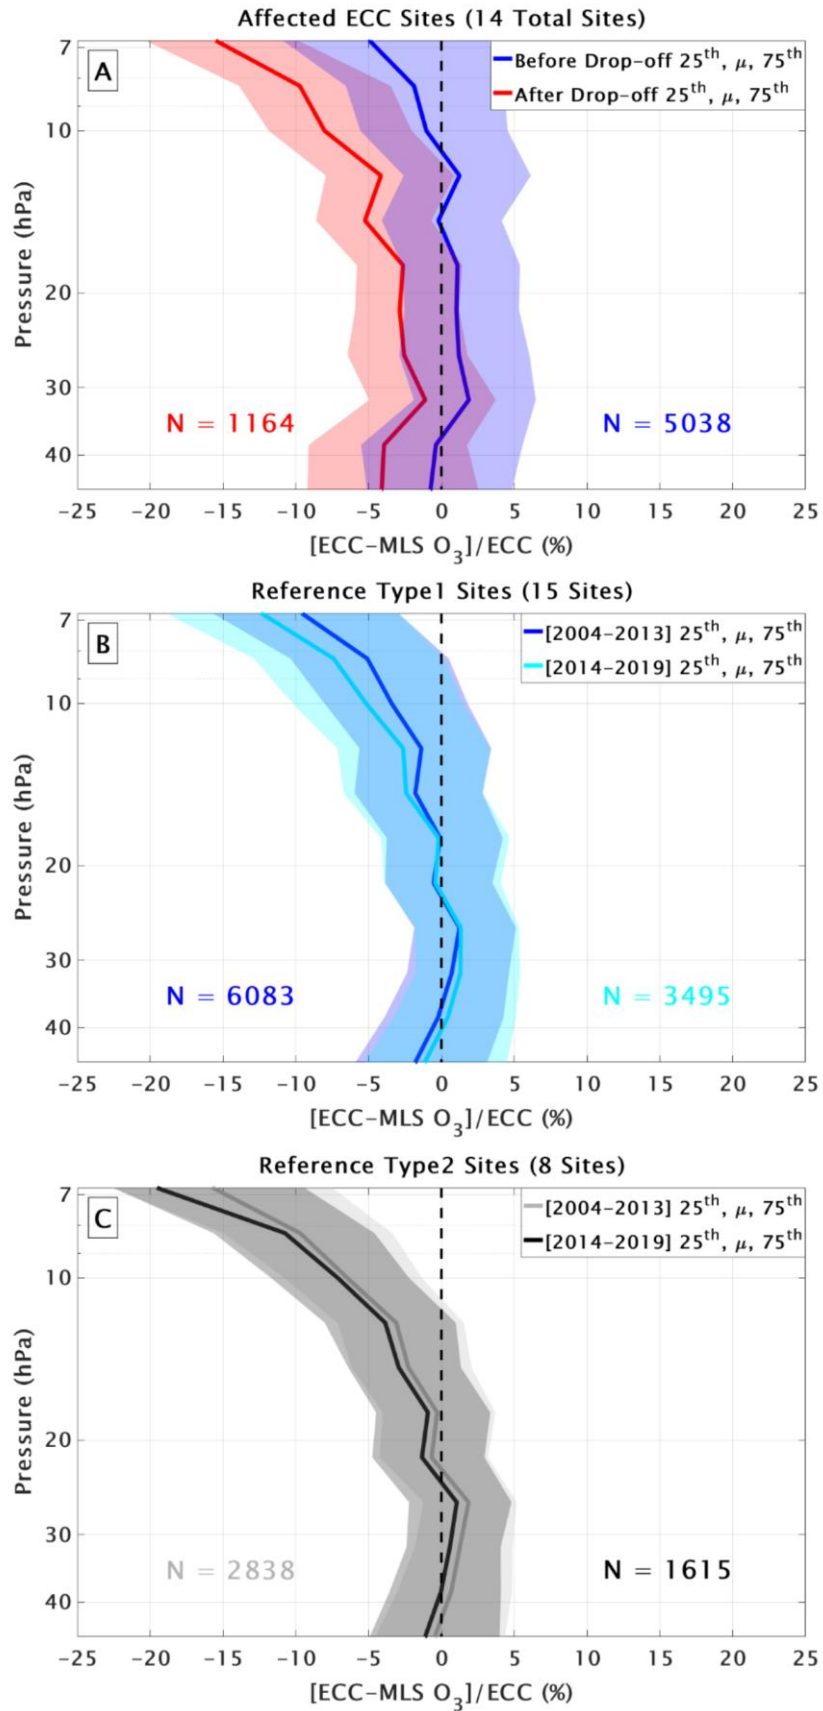 Affected ECC Sites (14 Total Sites)
A
Before Drop-off 25th, μ, 75th
After Drop-off 25th, μ, 75th
7
10
20
30
40
Pressure (hPa)
N = 1164
N = 5038
-25 -20 -15 -10 -5 0 5 10 15 20 25
[ECC-MLS O3]/ECC (%)
Reference Type1 Sites (15 Sites)
B
[2004-2013] 25th, μ, 75th
[2014-2019] 25th, μ, 75th
7
10
20
30
40
Pressure (hPa)
N = 6083
N = 3495
-25 -20 -15 -10 -5 0 5 10 15 20 25
[ECC-MLS O3]/ECC (%)
Reference Type2 Sites (8 Sites)
C
[2004-2013] 25th, μ, 75th
[2014-2019] 25th, μ, 75th
7
10
20
30
40
Pressure (hPa)
N = 2838
N = 1615
-25 -20 -15 -10 -5 0 5 10 15 20 25
[ECC-MLS O3]/ECC (%)